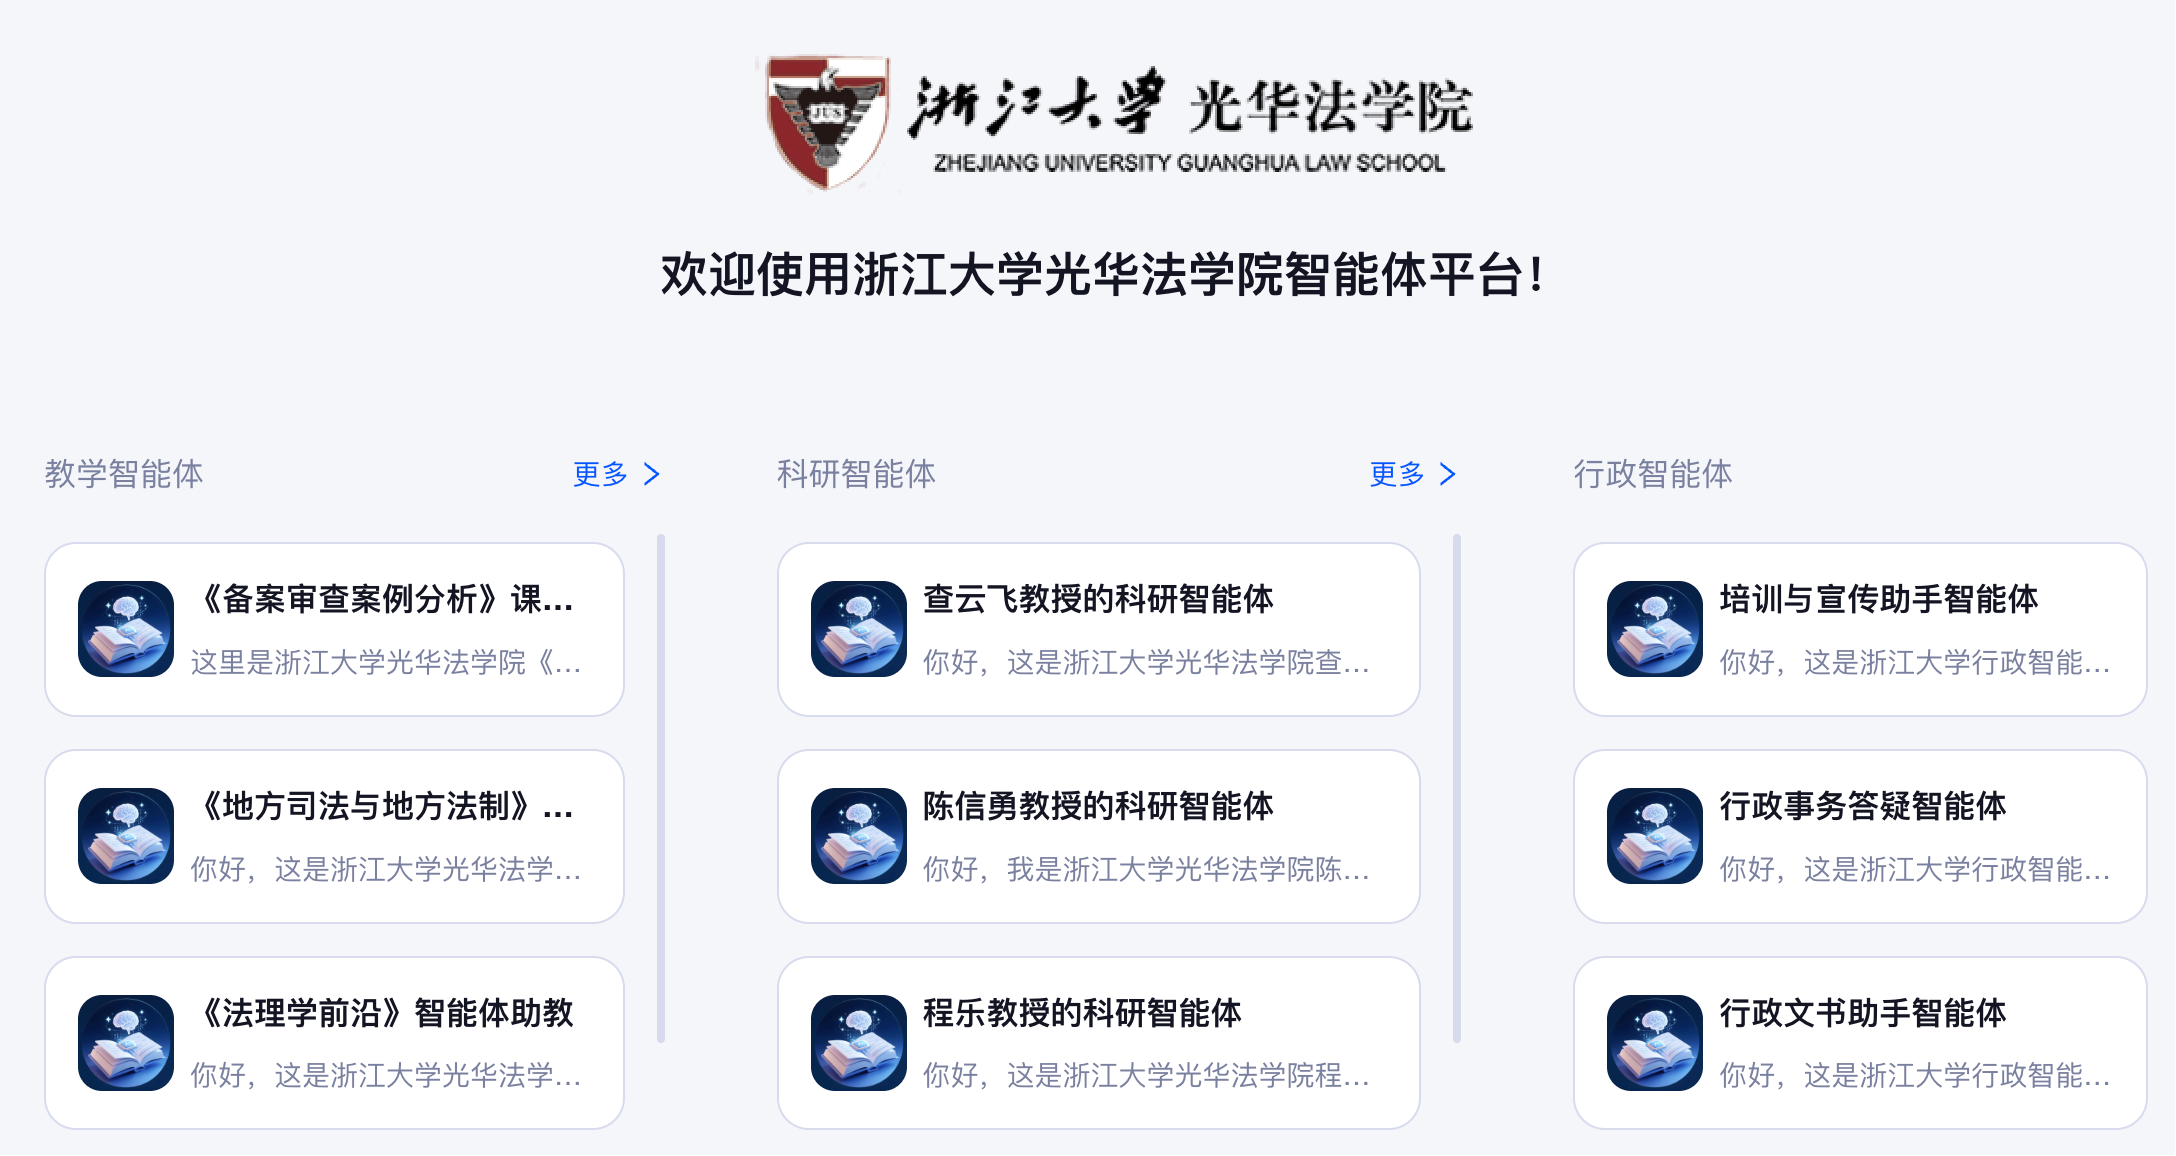 JUS
浙江大学 光华法学院
ZHEJIANG UNIVERSITY GUANGHUA LAW SCHOOL
欢迎使用浙江大学光华法学院智能体平台！
教学智能体
更多
《备案审查案例分析》课...
这里是浙江大学光华法学院《...
《地方司法与地方法制》...
你好，这是浙江大学光华法学...
《法理学前沿》智能体助教
你好，这是浙江大学光华法学...
科研智能体
更多
查云飞教授的科研智能体
你好，这是浙江大学光华法学院查...
陈信勇教授的科研智能体
你好，我是浙江大学光华法学院陈...
程乐教授的科研智能体
你好，这是浙江大学光华法学院程...
行政智能体
培训与宣传助手智能体
你好，这是浙江大学行政智能...
行政事务答疑智能体
你好，这是浙江大学行政智能...
行政文书助手智能体
你好，这是浙江大学行政智能...